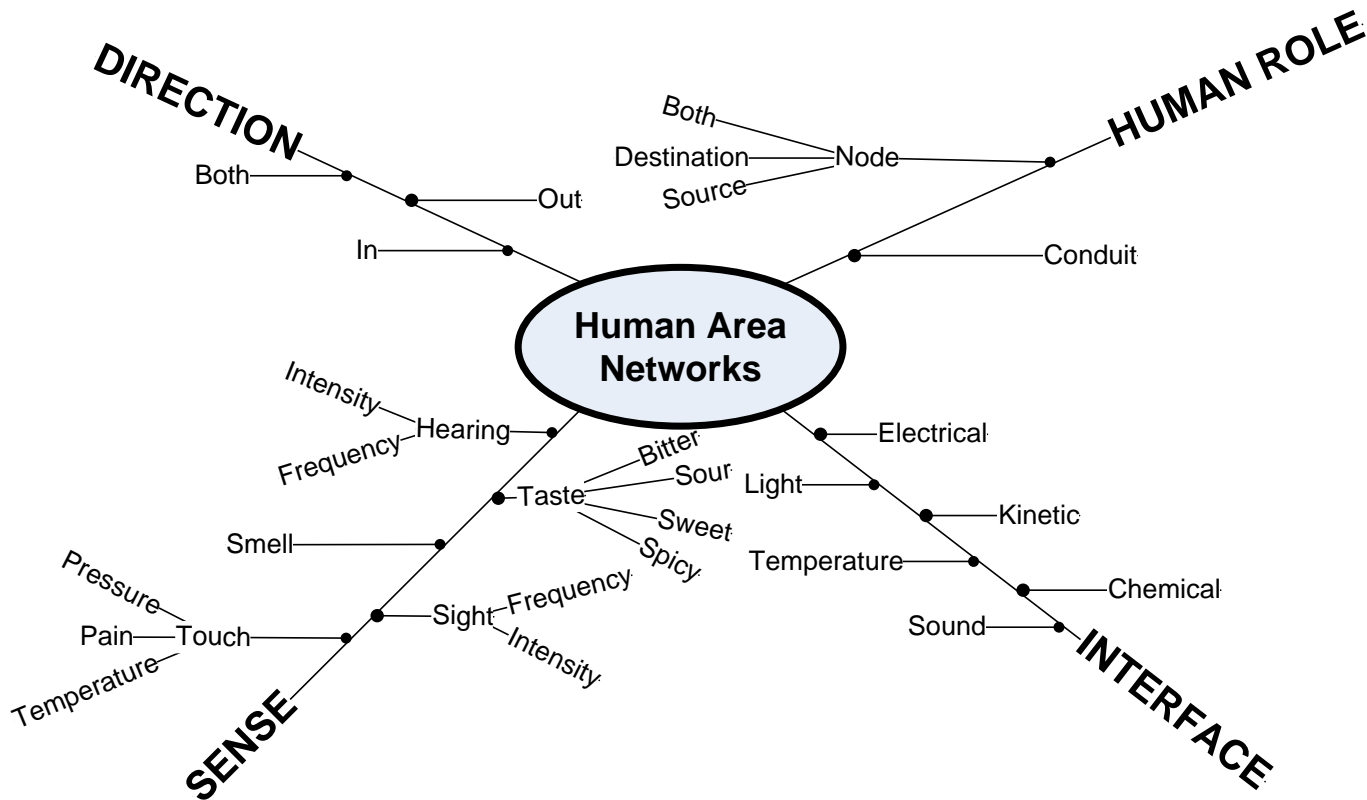 DIRECTION
Both
Out
In
HUMAN ROLE
Both
Destination
Source
Node
Conduit
Human Area
Networks
Intensity
Frequency
Hearing
Taste
Bitter
Sour
Sweet
Spicy
Smell
Sight
Frequency
Intensity
Pressure
Pain
Temperature
Touch
SENSE
Electrical
Light
Kinetic
Temperature
Chemical
Sound
INTERFACE